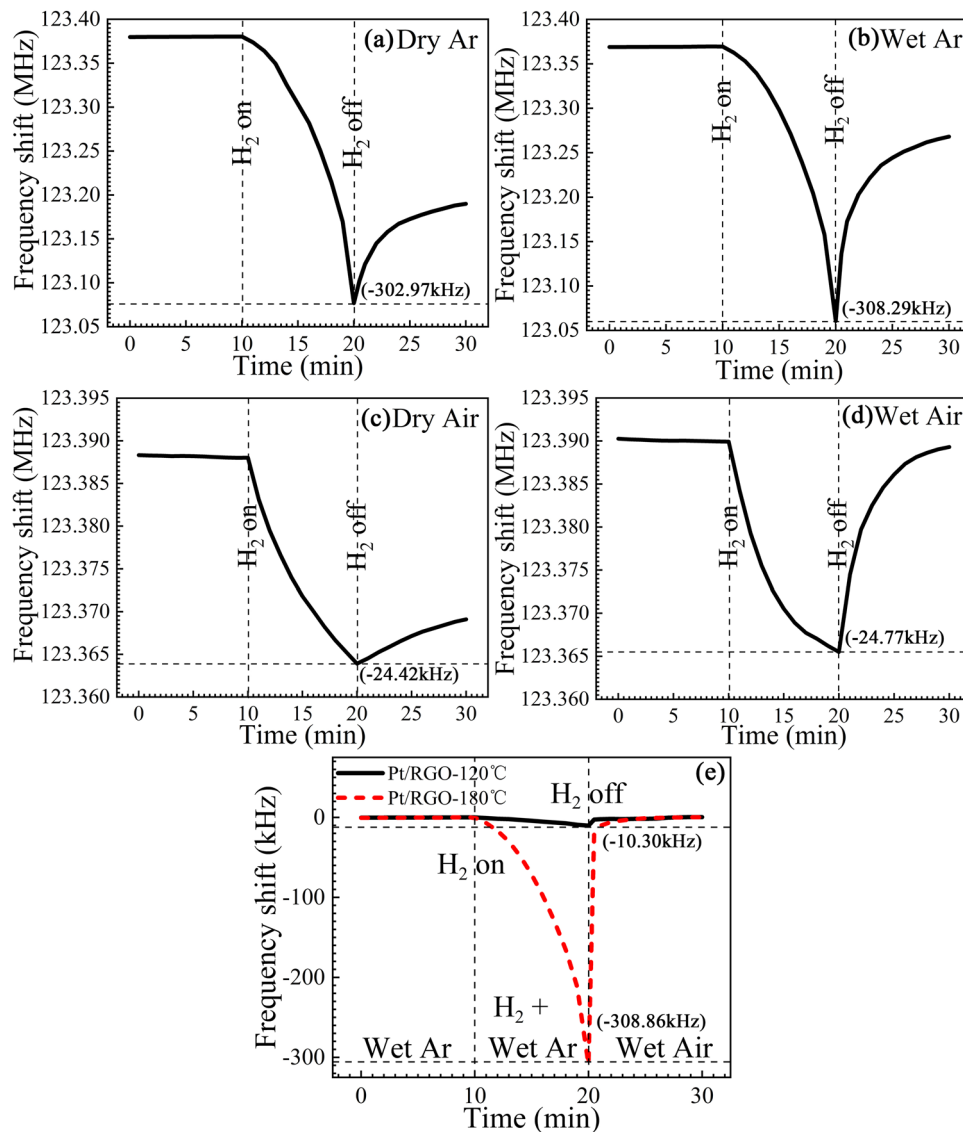 (a) Dry Ar
Frequency shift (MHz)
123.40
123.35
123.30
123.25
123.20
123.15
123.10
123.05
H₂ on
H₂ off
(-302.97kHz)
0 5 10 15 20 25 30
Time (min)
(b) Wet Ar
Frequency shift (MHz)
123.40
123.35
123.30
123.25
123.20
123.15
123.10
123.05
H₂ on
H₂ off
(-308.29kHz)
0 5 10 15 20 25 30
Time (min)
(c) Dry Air
Frequency shift (MHz)
123.395
123.390
123.385
123.380
123.375
123.370
123.365
123.360
H₂ on
H₂ off
(-24.42kHz)
0 5 10 15 20 25 30
Time (min)
(d) Wet Air
Frequency shift (MHz)
123.395
123.390
123.385
123.380
123.375
123.370
123.365
123.360
H₂ on
H₂ off
(-24.77kHz)
0 5 10 15 20 25 30
Time (min)
(e)
Pt/RGO-120℃
Pt/RGO-180℃
Frequency shift (kHz)
0
-100
-200
-300
H₂ off
(-10.30kHz)
H₂ on
H₂ +
(-308.86kHz)
Wet Ar
Wet Ar
Wet Air
0 10 20 30
Time (min)